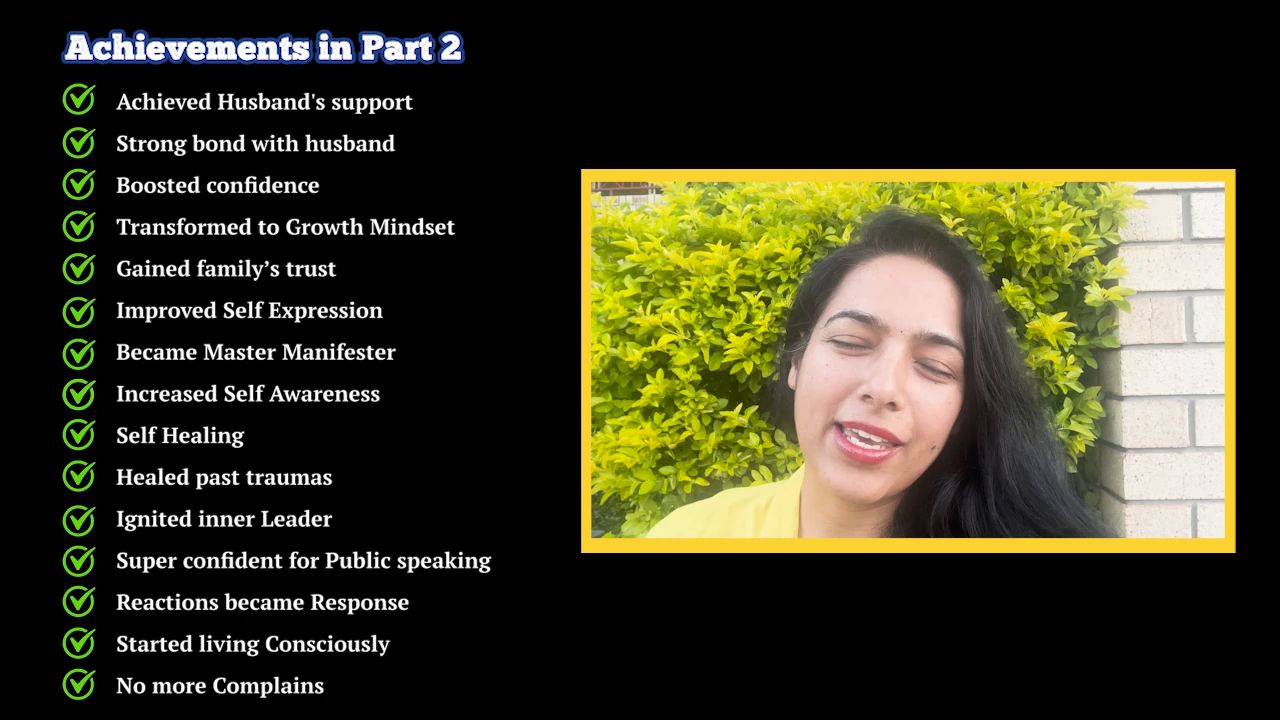 Achievements in Part 2
Achieved Husband's support
Strong bond with husband
Boosted confidence
Transformed to Growth Mindset
Gained family’s trust
Improved Self Expression
Became Master Manifester
Increased Self Awareness
Self Healing
Healed past traumas
Ignited inner Leader
Super confident for Public speaking
Reactions became Response
Started living Consciously
No more Complains